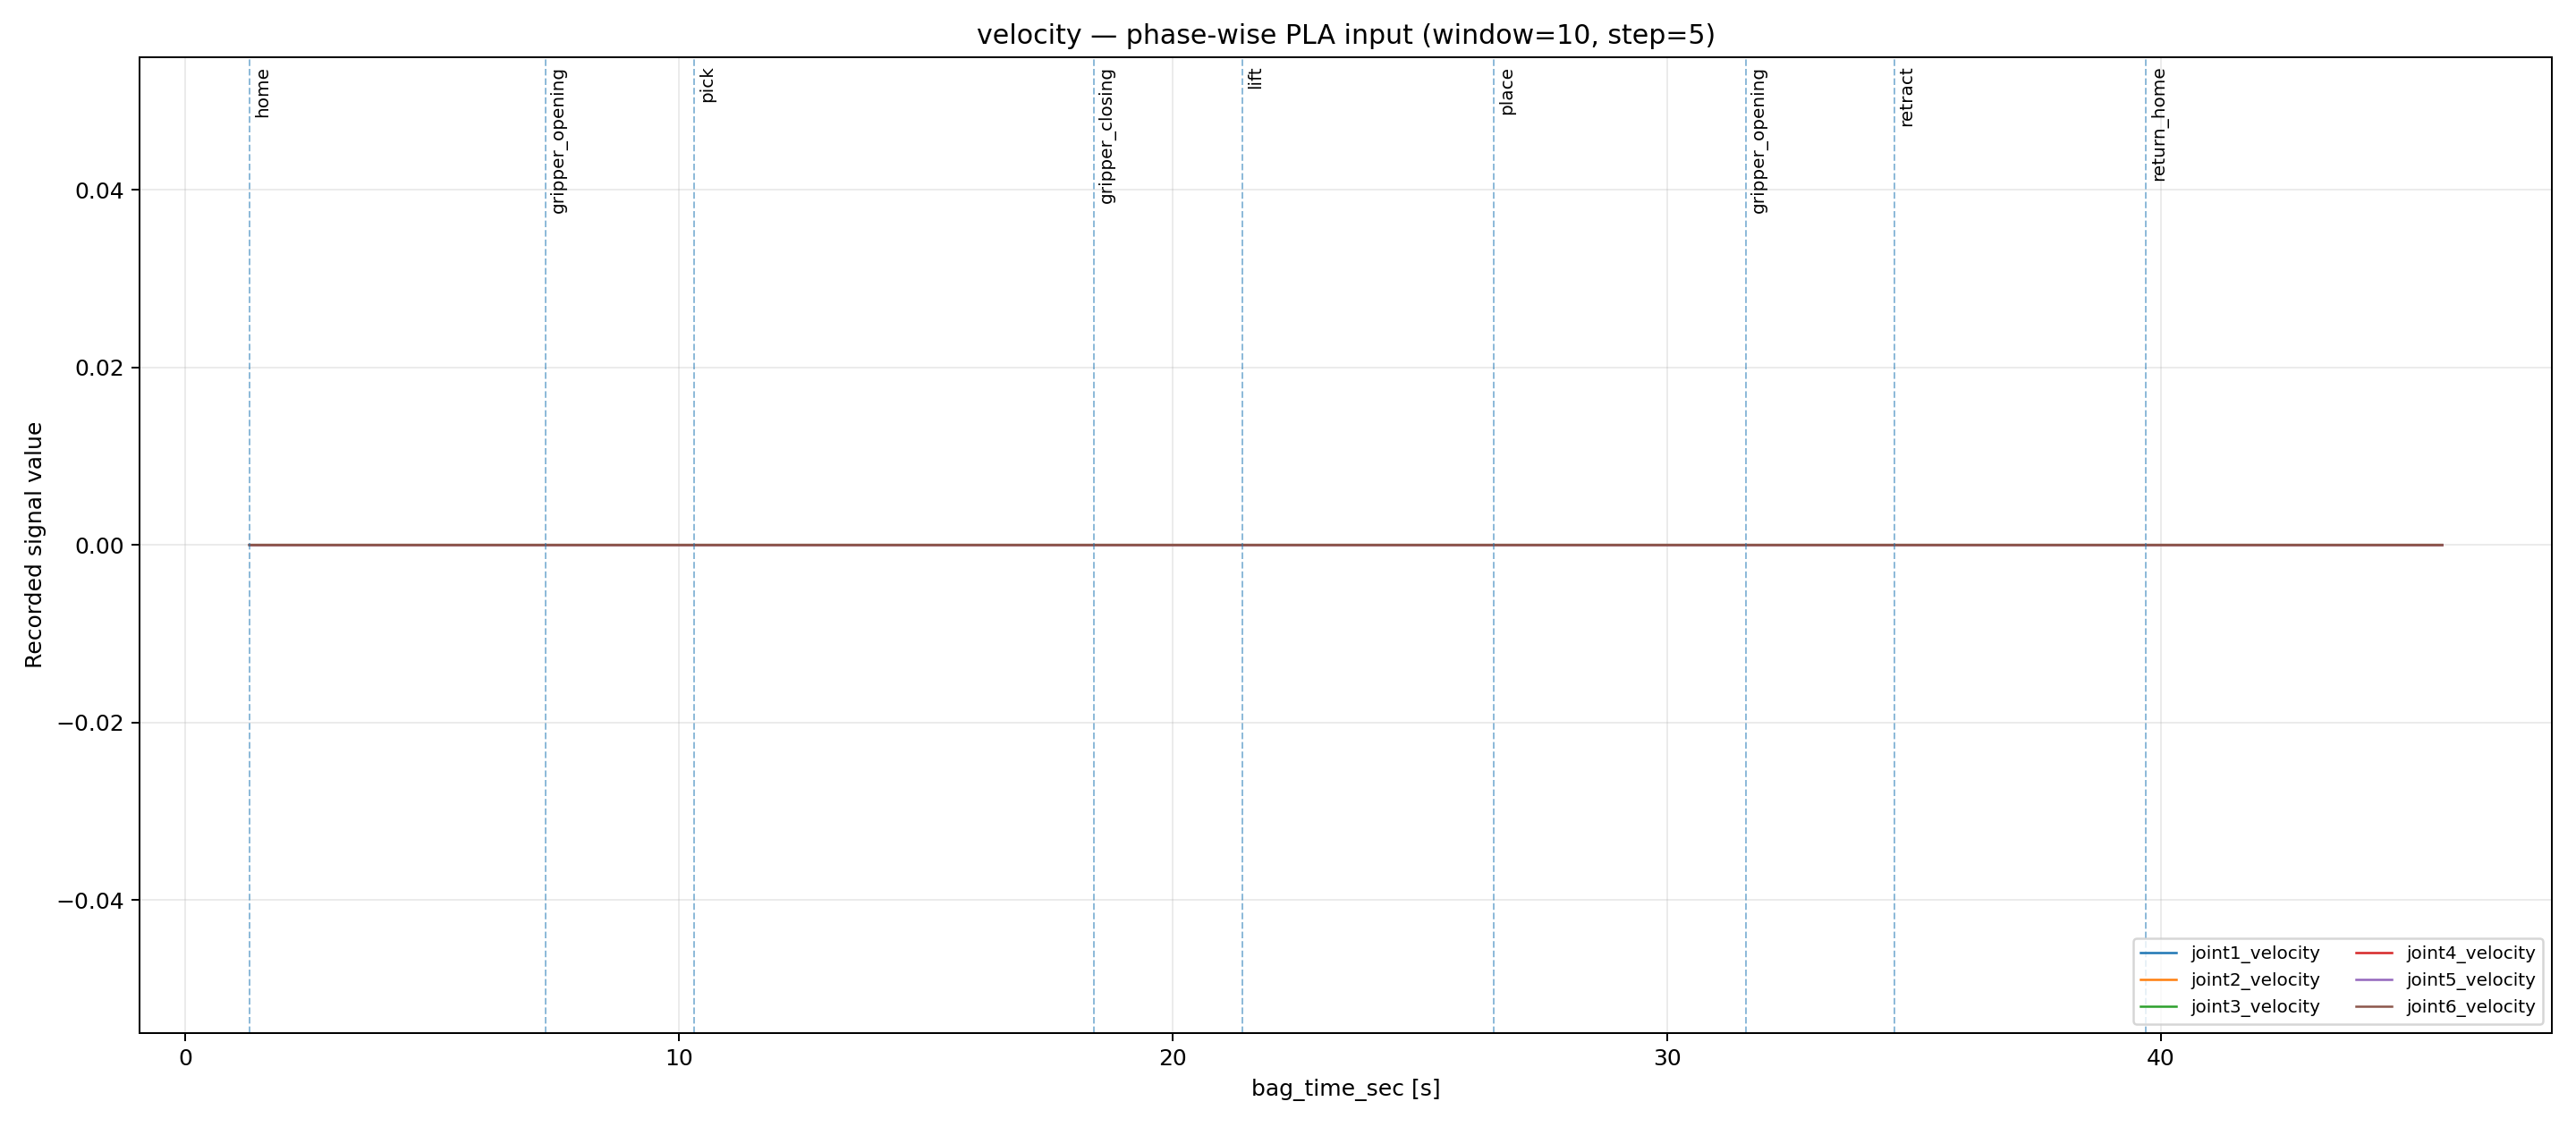 velocity — phase-wise PLA input (window=10, step=5)
home
gripper_opening
pick
gripper_closing
lift
place
gripper_opening
retract
return_home
0.04
0.02
0.00
−0.02
−0.04
Recorded signal value
0
10
20
30
40
bag_time_sec [s]
joint1_velocity
joint2_velocity
joint3_velocity
joint4_velocity
joint5_velocity
joint6_velocity